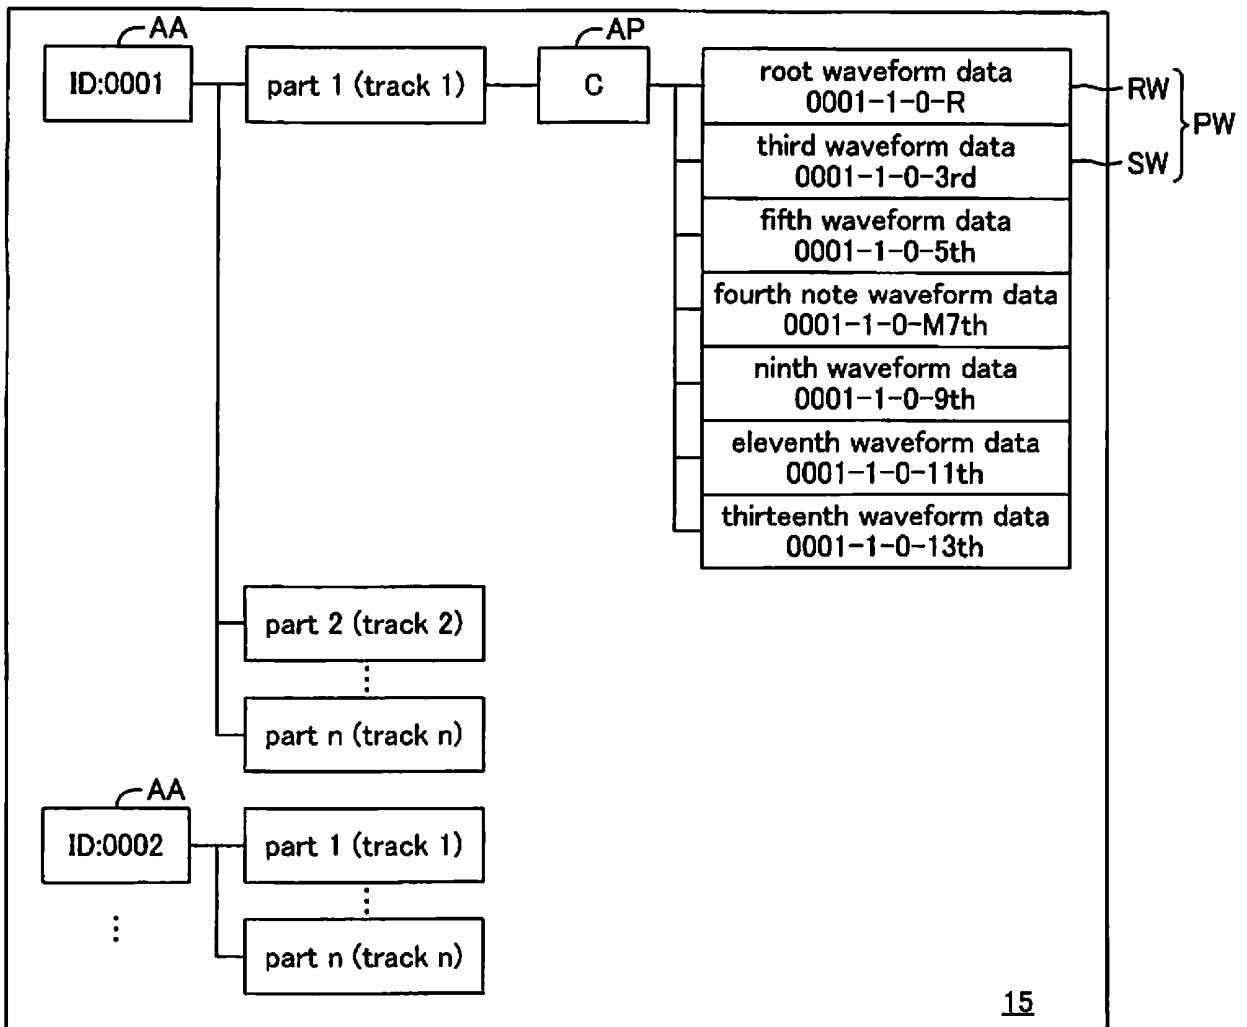 AA
AP
ID:0001
part 1 (track 1)
C
root waveform data
0001-1-0-R
RW
PW
third waveform data
0001-1-0-3rd
SW
fifth waveform data
0001-1-0-5th
fourth note waveform data
0001-1-0-M7th
ninth waveform data
0001-1-0-9th
eleventh waveform data
0001-1-0-11th
thirteenth waveform data
0001-1-0-13th
part 2 (track 2)
part n (track n)
AA
ID:0002
part 1 (track 1)
part n (track n)
15